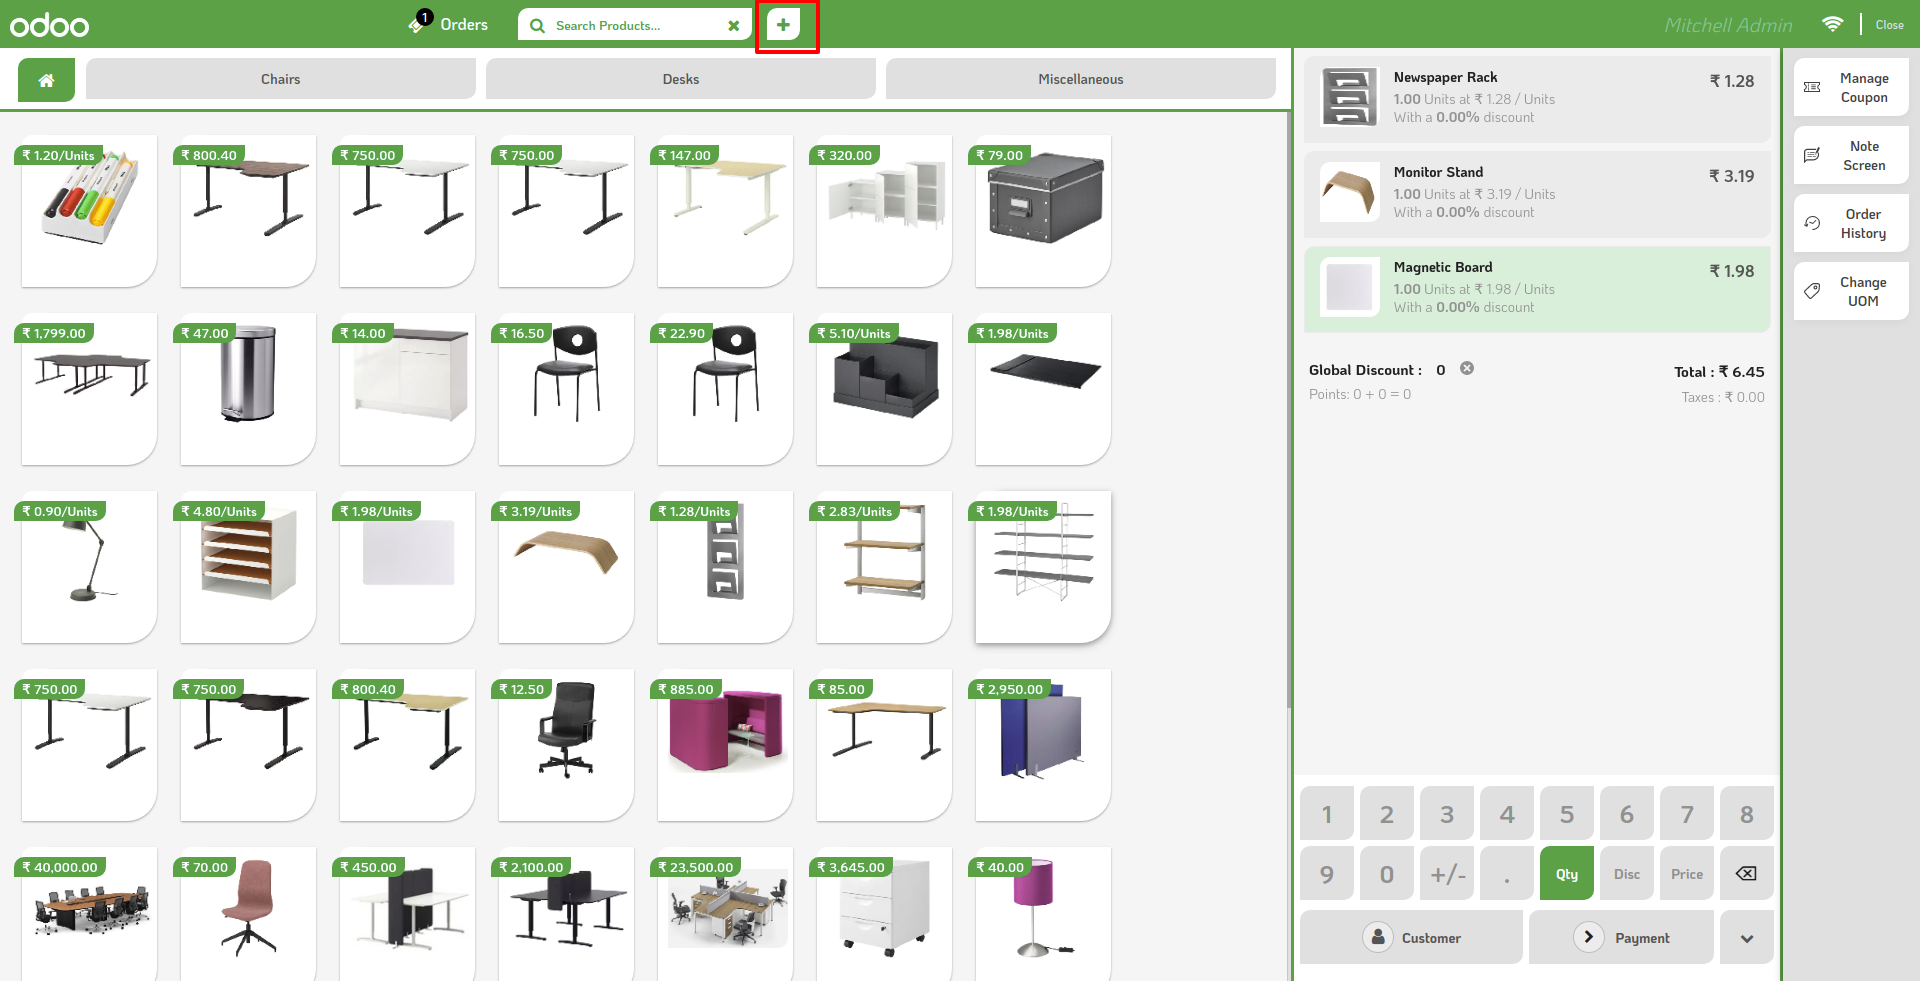 odoo
1
Orders
Search Products...
Mitchell Admin
Close
Chairs
Desks
Miscellaneous
₹ 1.20/Units
₹ 800.40
₹ 750.00
₹ 750.00
₹ 147.00
₹ 320.00
₹ 79.00
₹ 1,799.00
₹ 47.00
₹ 14.00
₹ 16.50
₹ 22.90
₹ 5.10/Units
₹ 1.98/Units
₹ 0.90/Units
₹ 4.80/Units
₹ 1.98/Units
₹ 3.19/Units
₹ 1.28/Units
₹ 2.83/Units
₹ 1.98/Units
₹ 750.00
₹ 750.00
₹ 800.40
₹ 12.50
₹ 885.00
₹ 85.00
₹ 2,950.00
₹ 40,000.00
₹ 70.00
₹ 450.00
₹ 2,100.00
₹ 23,500.00
₹ 3,645.00
₹ 40.00
Newspaper Rack
₹ 1.28
1.00 Units at ₹ 1.28 / Units
With a 0.00% discount
Monitor Stand
₹ 3.19
1.00 Units at ₹ 3.19 / Units
With a 0.00% discount
Magnetic Board
₹ 1.98
1.00 Units at ₹ 1.98 / Units
With a 0.00% discount
Global Discount : 0
Total : ₹ 6.45
Points: 0 + 0 = 0
Taxes : ₹ 0.00
1 2 3 4 5 6 7 8
9 0 +/- . Qty Disc Price
Customer
Payment
Manage
Coupon
Note
Screen
Order
History
Change
UOM